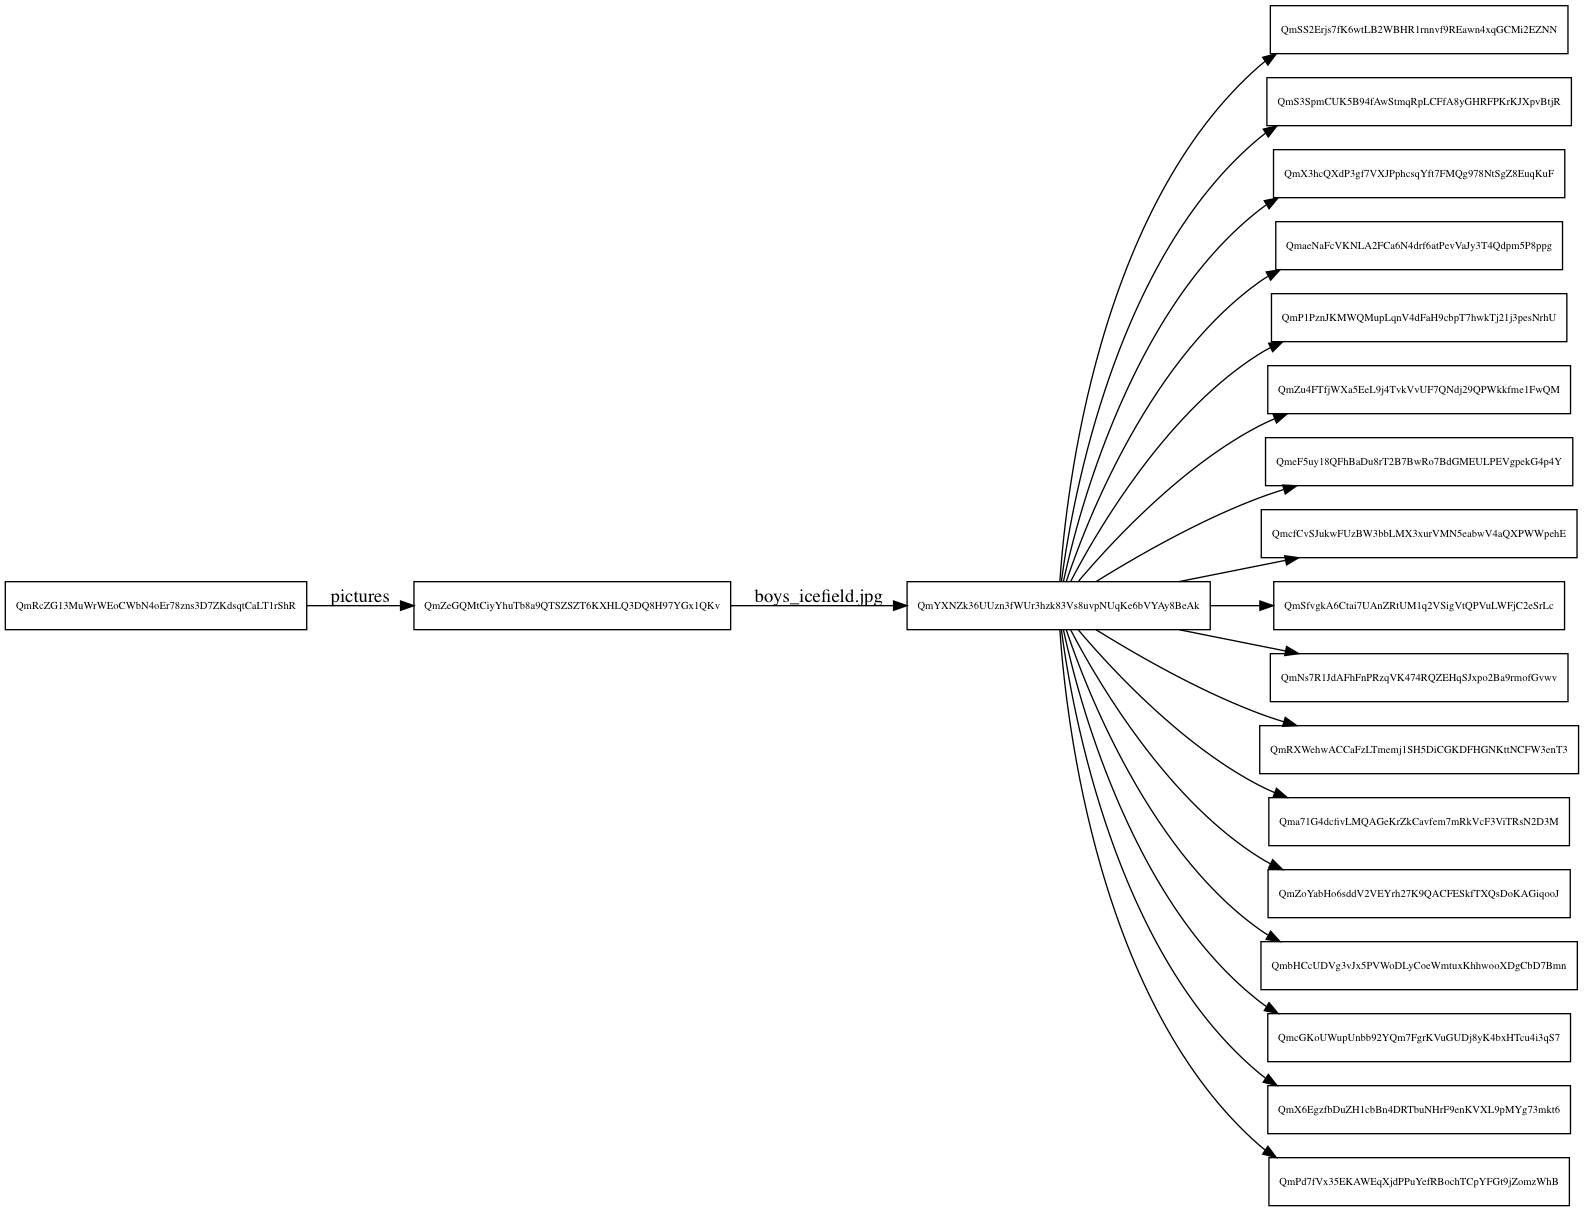 QmSS2Erjs7fK6wtLB2WBHR1rnnvf9REawn4xqGCMi2EZNN
QmS3SpmCUK5B94fAwStmqRpLCFfA8yGHRFPKrKJXpvBtjR
QmX3hcQXdP3gf7VXJPphcsqYft7FMQg978NtSgZ8EuqKuF
QmaeNaFcVKNLA2FCa6N4drf6atPevVaJy3T4Qdpm5P8ppg
QmP1PznJKMWQMupLqnV4dFaH9cbpT7hwkTj21j3pesNrhU
QmZu4FTfjWXa5EeL9j4TvkVvUF7QNdj29QPWkkfme1FwQM
QmeF5uy18QFhBaDu8rT2B7BwRo7BdGMEULPEVgpekG4p4Y
QmcfCvSJukwFUzBW3bbLMX3xurVMN5eabwV4aQXPWWpehE
QmRcZG13MuWrWEoCWbN4oEr78zns3D7ZKdsqtCaLT1rShR
pictures
QmZeGQMtCiyYhuTb8a9QTSZSZT6KXHLQ3DQ8H97YGx1QKv
boys_icefield.jpg
QmYXNZk36UUzn3fWUr3hzk83Vs8uvpNUqKe6bVYAy8BeAk
QmSfvgkA6Ctai7UAnZRtUM1q2VSigVtQPVuLWFjC2eSrLc
QmNs7R1JdAFhFnPRzqVK474RQZEHqSJxpo2Ba9rmofGvwv
QmRXWehwACCaFzLTmemj1SH5DiCGKDFHGNKttNCFW3enT3
Qma71G4dcfivLMQAGeKrZkCavfem7mRkVcF3ViTRsN2D3M
QmZoYabHo6sddV2VEYrh27K9QACFESkfTXQsDoKAGiqooJ
QmbHCcUDVg3vJx5PVWoDLyCoeWmtuxKhhwooXDgCbD7Bmn
QmcGKoUWupUnbb92YQm7FgrKVuGUDj8yK4bxHTcu4i3qS7
QmX6EgzfbDuZH1cbBn4DRTbuNHrF9enKVXL9pMYg73mkt6
QmPd7fVx35EKAWEqXjdPPuYefRBochTCpYFGt9jZomzWhB